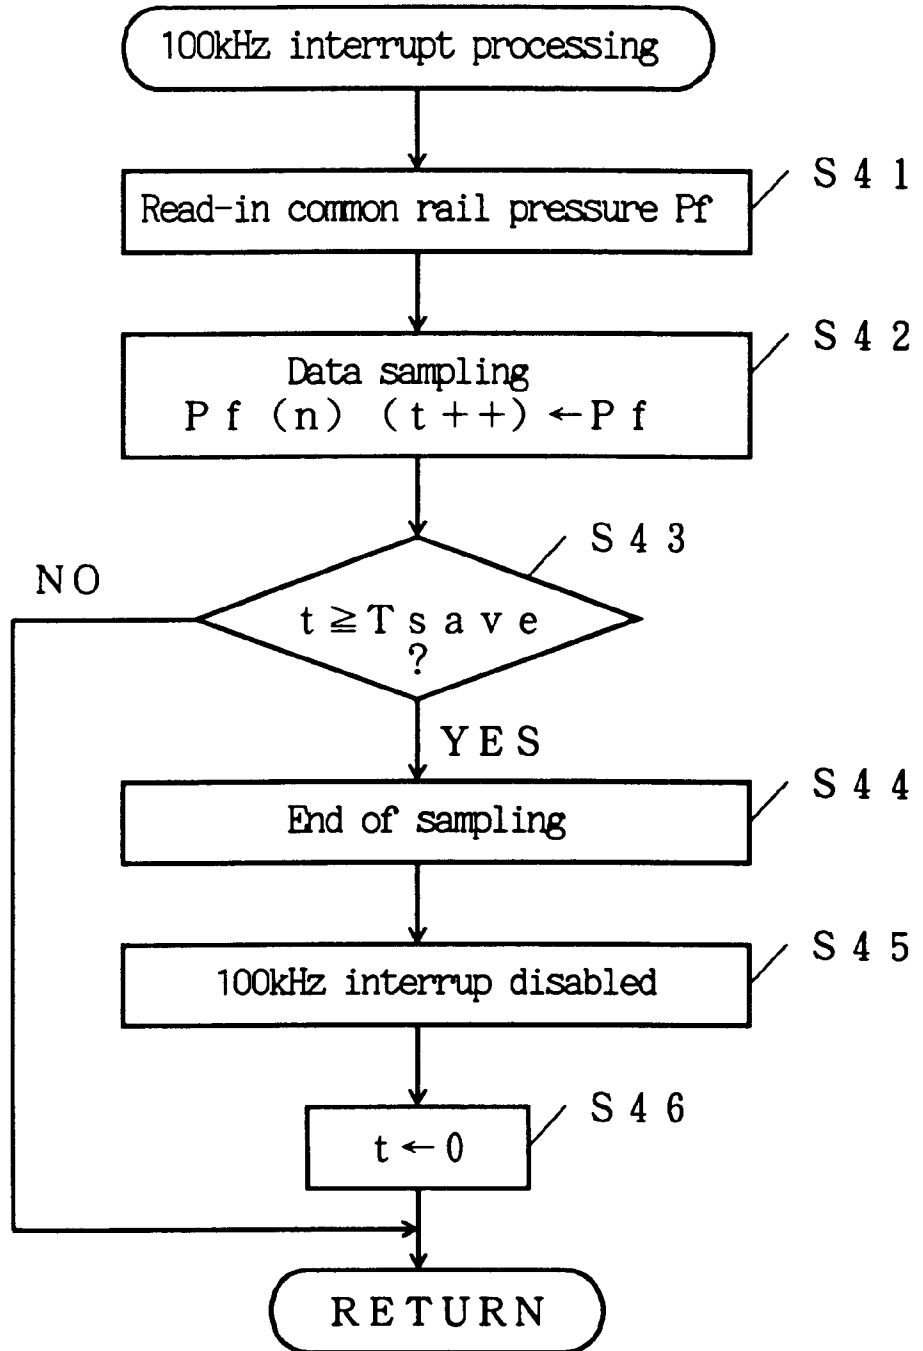 100kHz interrupt processing
S41
Read-in common rail pressure Pf
S42
Data sampling
Pf (n) (t++) ←Pf
S43
NO
t≧Tsave
?
YES
S44
End of sampling
S45
100kHz interrup disabled
S46
t←0
RETURN